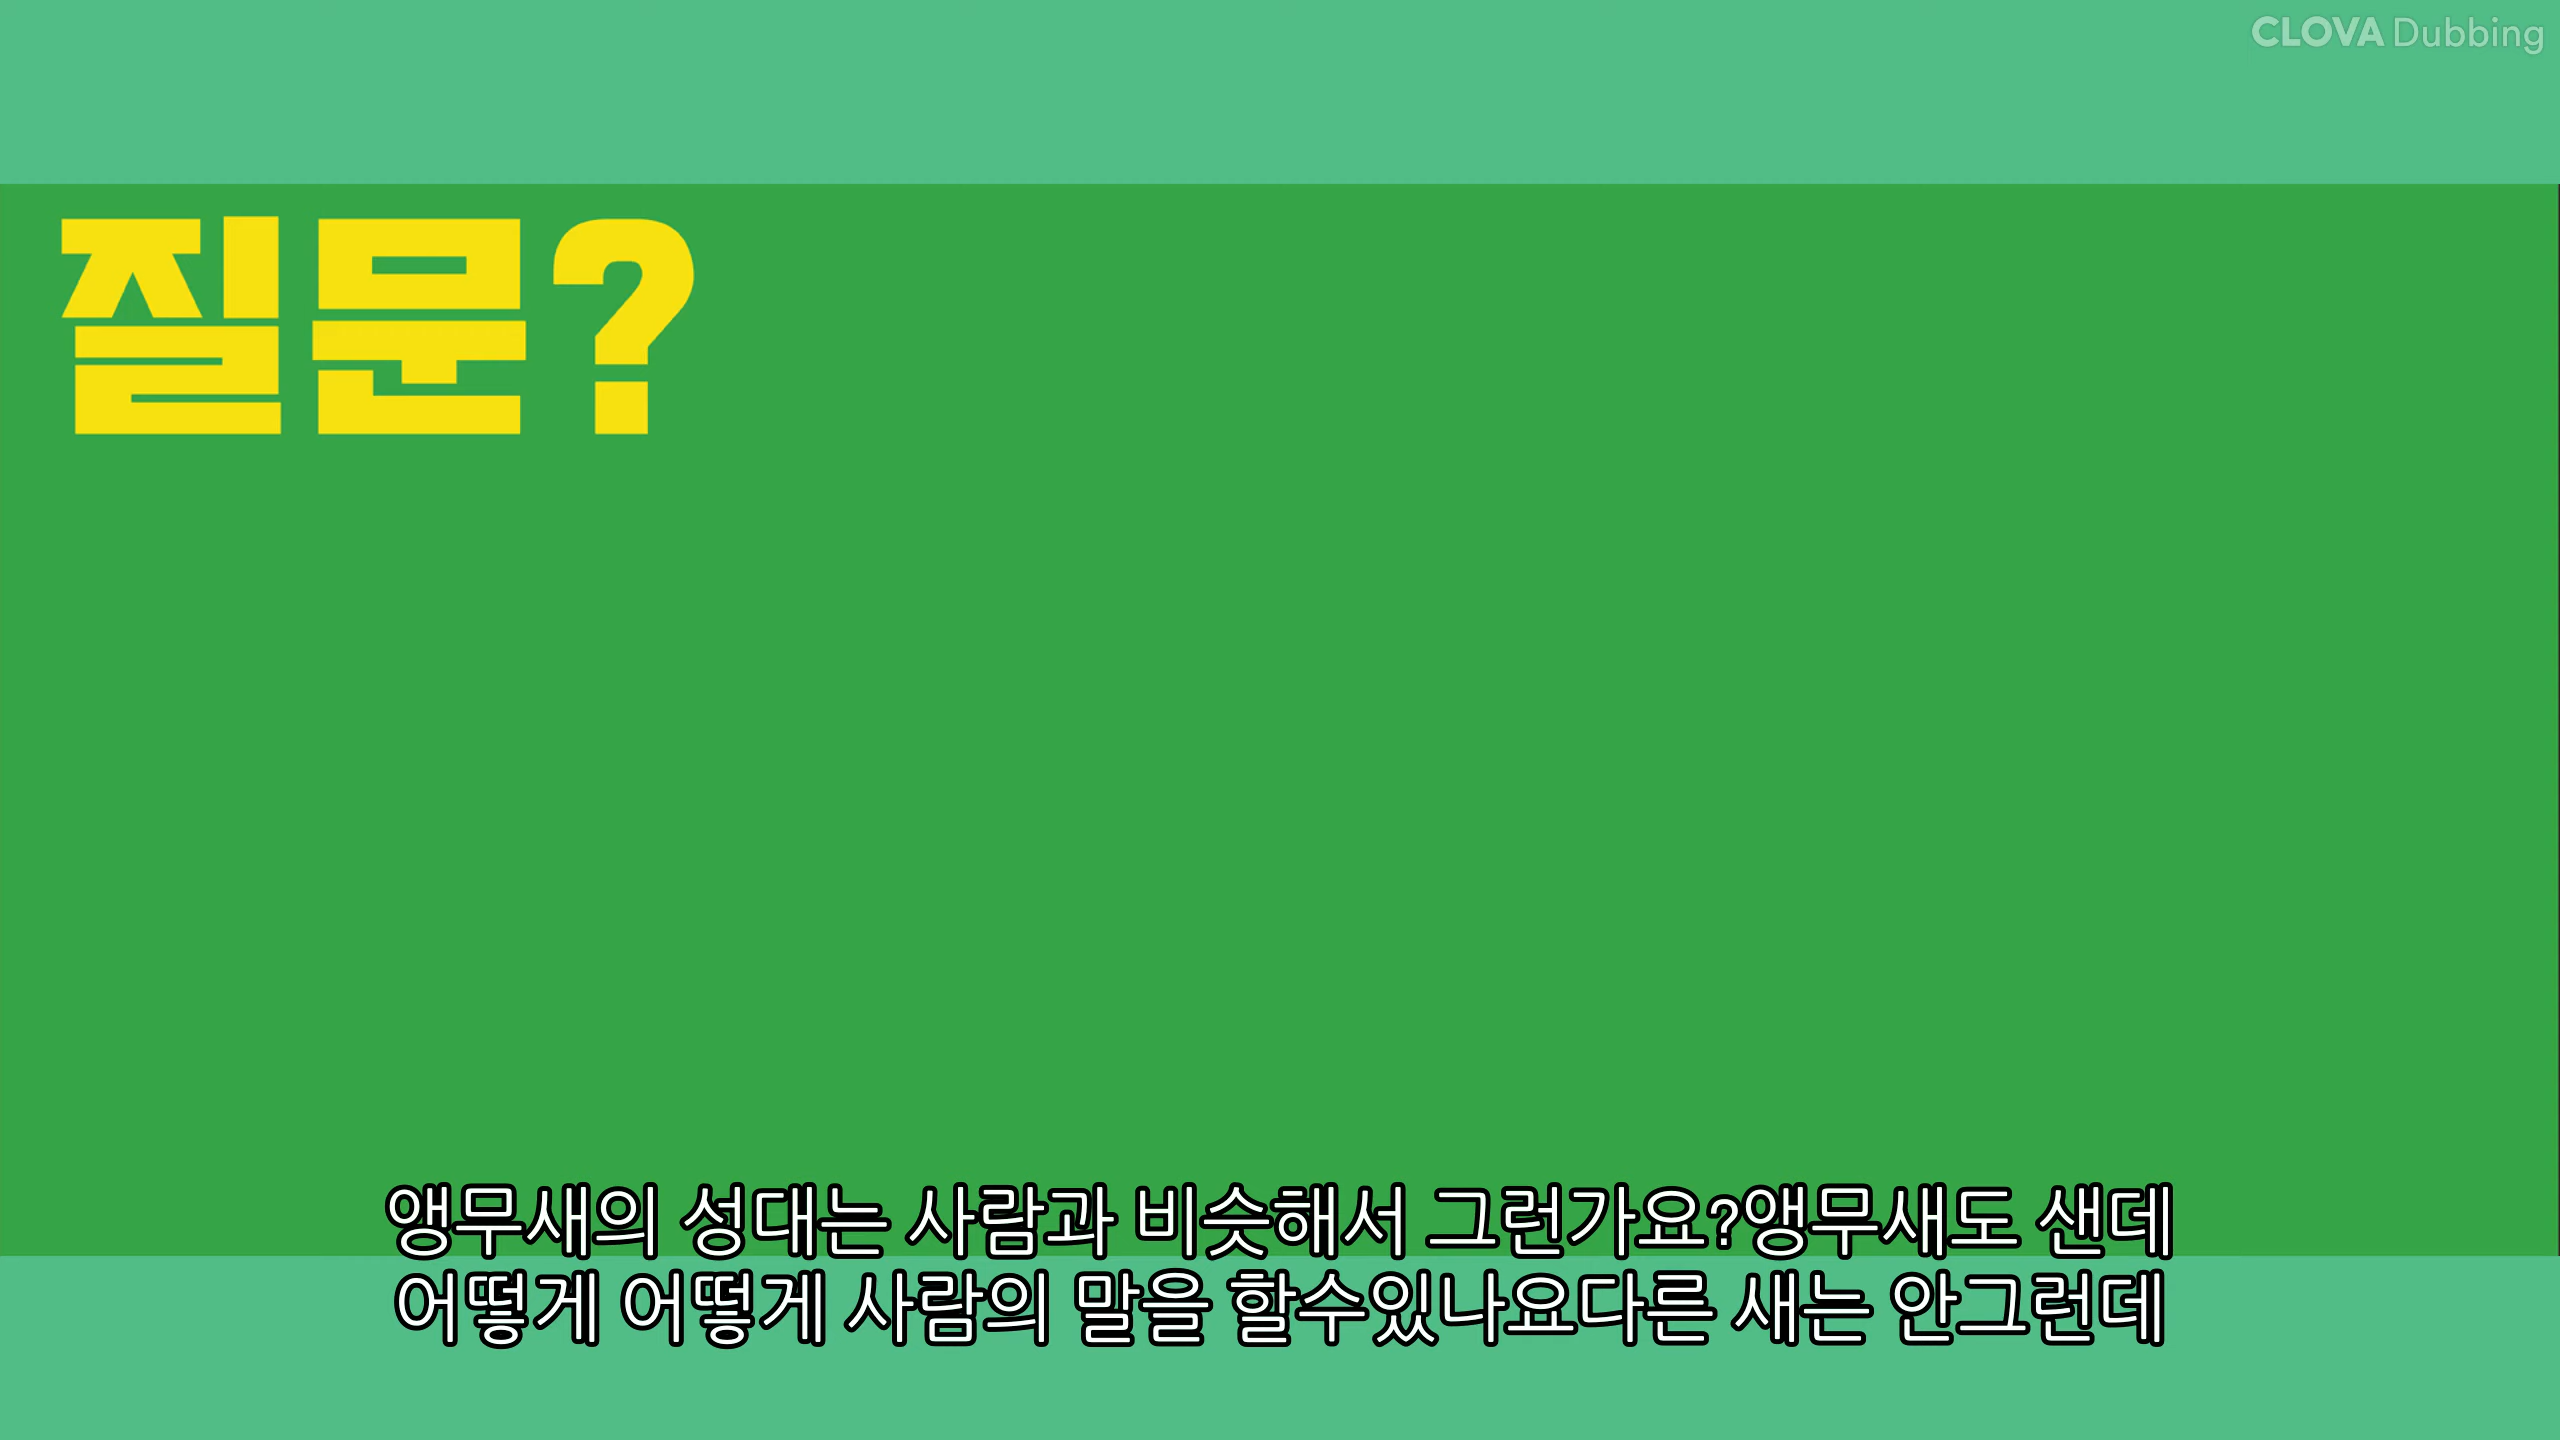 CLOVA Dubbing
질문?
앵무새의 성대는 사람과 비슷해서 그런가요?앵무새도 샌데
어떻게 어떻게 사람의 말을 할수있나요다른 새는 안그런데